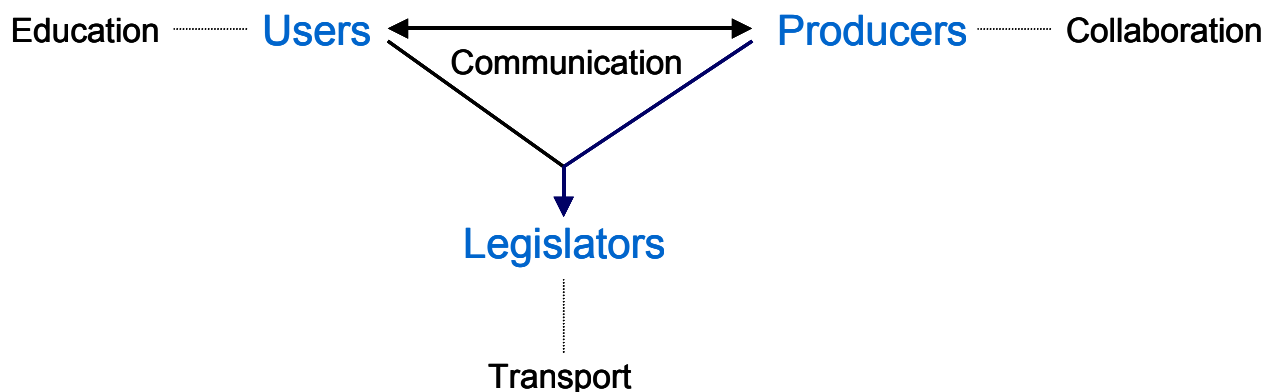 Education
Users
Producers
Collaboration
Communication
Legislators
Transport